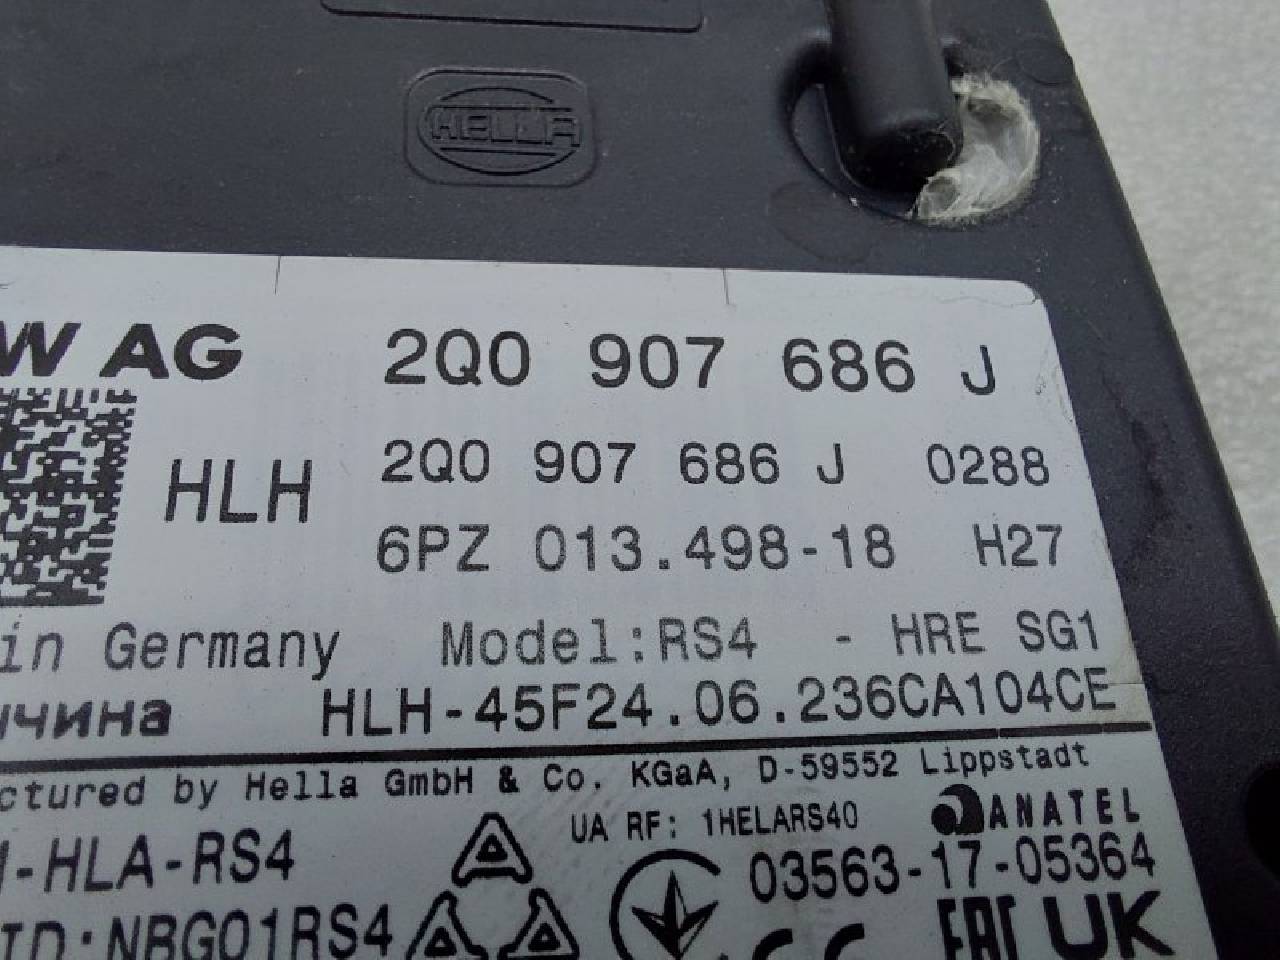 HELLA
W AG 2Q0 907 686 J
HLH 2Q0 907 686 J 0288
6PZ 013.498-18 H27
in Germany Model:RS4 - HRE SG1
ччина HLH-45F24.06.236CA104CE
ctured by Hella GmbH & Co. KGaA, D-59552 Lippstadt
UA RF: 1HELARS40 ANATEL
-HLA-RS4 03563-17-05364
ID:NBG01RS4 CE EAC UK